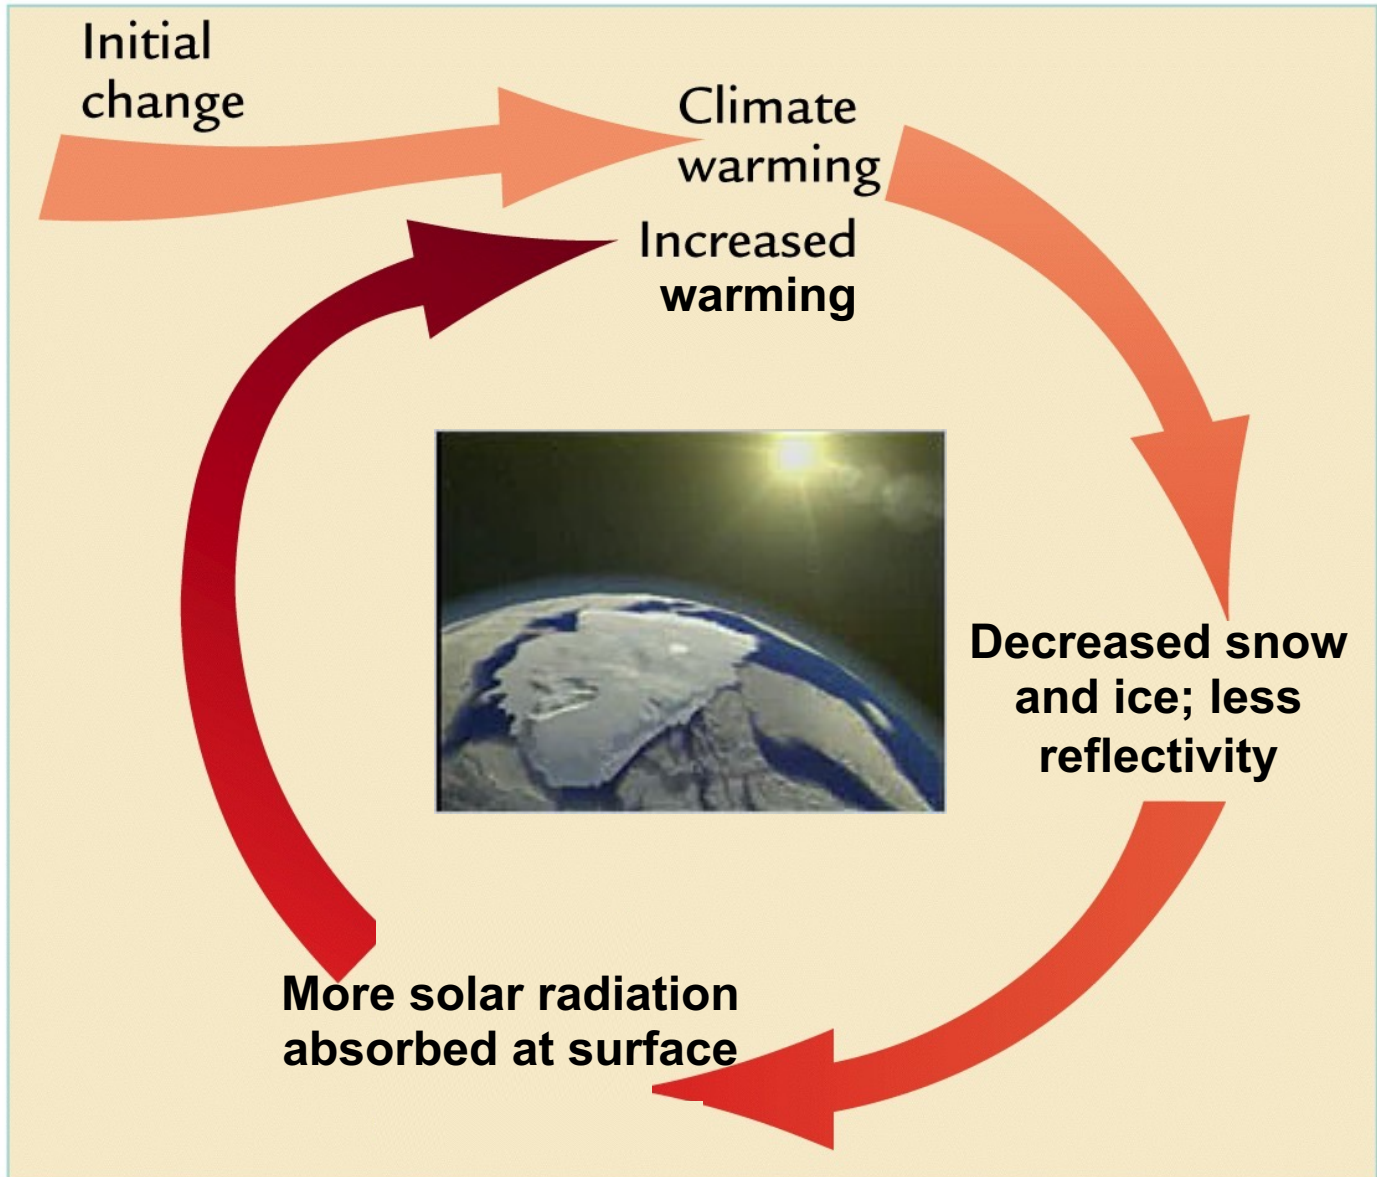 Initial
change
Climate
warming
Increased
warming
Decreased snow
and ice; less
reflectivity
More solar radiation
absorbed at surface